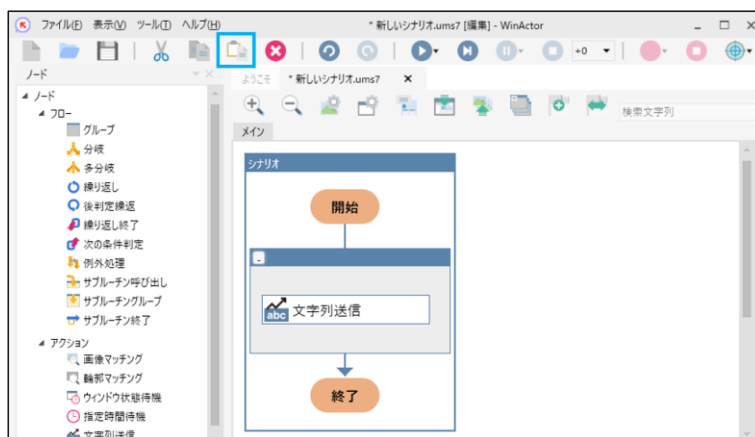 ファイル(F) 表示(V) ツール(T) ヘルプ(H) * 新しいシナリオ.ums7 [編集] - WinActor
+0
ノード
ようこそ * 新しいシナリオ.ums7
ノード
フロー
グループ
分岐
多分岐
繰り返し
後判定繰返
繰り返し終了
次の条件判定
例外処理
サブルーチン呼び出し
サブルーチングループ
サブルーチン終了
アクション
画像マッチング
輪郭マッチング
ウィンドウ状態待機
指定時間待機
文字列送信
検索文字列
メイン
シナリオ
開始
-
abc 文字列送信
終了